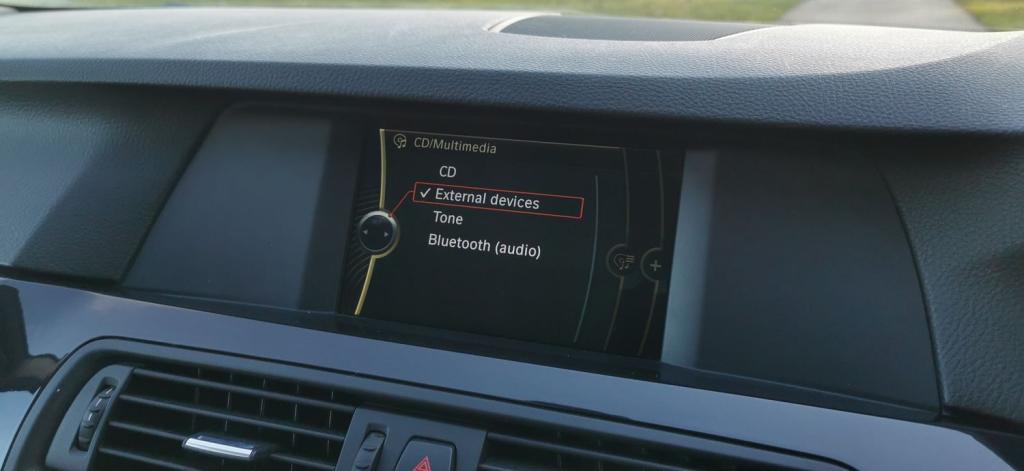 CD/Multimedia
CD
✓ External devices
Tone
Bluetooth (audio)